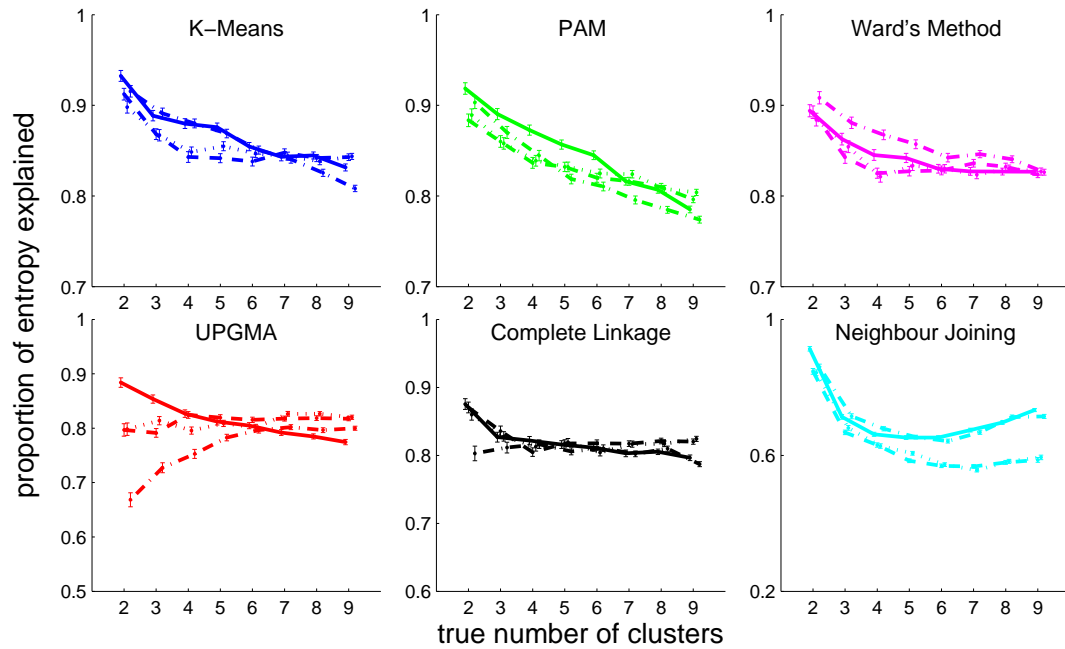 K−Means
PAM
Ward's Method
1
0.9
0.8
0.7
2 3 4 5 6 7 8 9
1
0.9
0.8
0.7
2 3 4 5 6 7 8 9
1
0.9
0.8
0.7
2 3 4 5 6 7 8 9
proportion of entropy explained
UPGMA
Complete Linkage
Neighbour Joining
1
0.9
0.8
0.7
0.6
0.5
2 3 4 5 6 7 8 9
1
0.9
0.8
0.7
0.6
2 3 4 5 6 7 8 9
1
0.6
0.2
2 3 4 5 6 7 8 9
true number of clusters